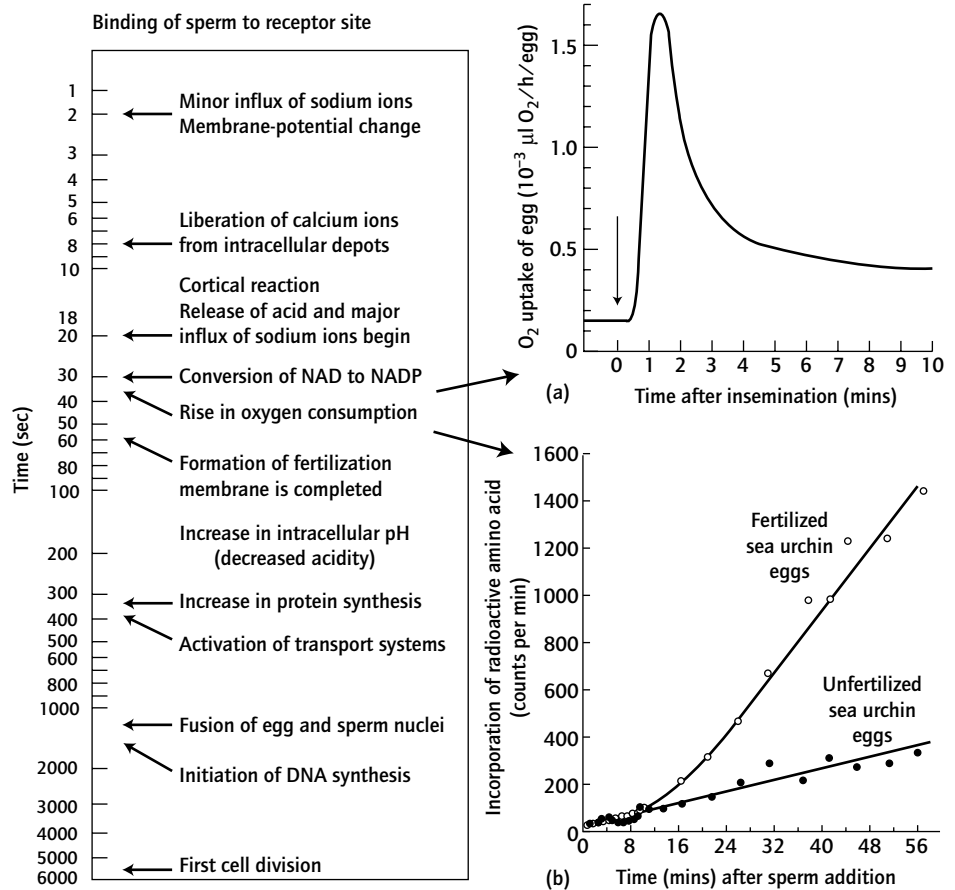 Binding of sperm to receptor site
Time (sec)
1
2
3
4
5
6
8
10
18
20
30
40
50
60
80
100
200
300
400
500
600
800
1000
2000
3000
4000
5000
6000
Minor influx of sodium ions
Membrane-potential change
Liberation of calcium ions
from intracellular depots
Cortical reaction
Release of acid and major
influx of sodium ions begin
Conversion of NAD to NADP
Rise in oxygen consumption
Formation of fertilization
membrane is completed
Increase in intracellular pH
(decreased acidity)
Increase in protein synthesis
Activation of transport systems
Fusion of egg and sperm nuclei
Initiation of DNA synthesis
First cell division
O₂ uptake of egg (10⁻³ µl O₂/h/egg)
1.5
1.0
0.5
0
0 1 2 3 4 5 6 7 8 9 10
(a) Time after insemination (mins)
Incorporation of radioactive amino acid
(counts per min)
1600
1400
1200
1000
800
600
400
200
0
Fertilized
sea urchin
eggs
Unfertilized
sea urchin
eggs
0 8 16 24 32 40 48 56
(b) Time (mins) after sperm addition